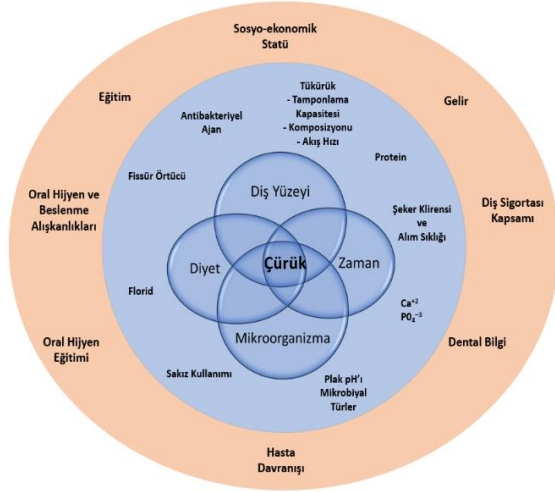 Sosyo-ekonomik
Statü
Eğitim
Gelir
Oral Hijyen ve
Beslenme
Alışkanlıkları
Diş Sigortası
Kapsamı
Oral Hijyen
Eğitimi
Dental Bilgi
Hasta
Davranışı
Antibakteriyel
Ajan
Tükürük
- Tamponlama
Kapasitesi
- Komposizyonu
- Akış Hızı
Protein
Fissür Örtücü
Şeker Klirensi
ve
Alım Sıklığı
Florid
Ca⁺²
P0₄⁻³
Sakız Kullanımı
Plak pH'ı
Mikrobiyal
Türler
Diş Yüzeyi
Diyet
Çürük
Zaman
Mikroorganizma